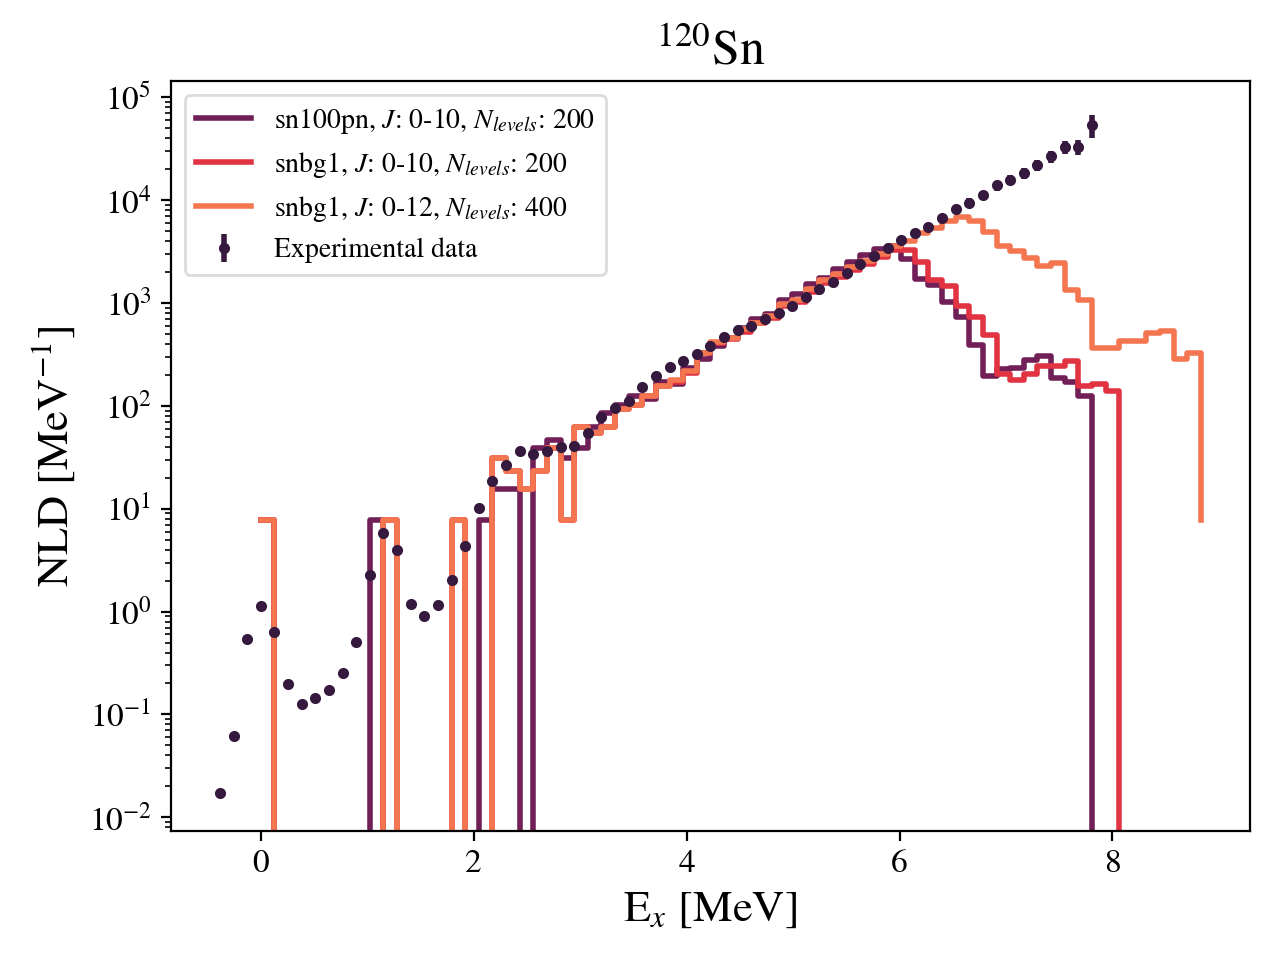 ¹²⁰Sn
sn100pn, J: 0-10, N_levels: 200
snbg1, J: 0-10, N_levels: 200
snbg1, J: 0-12, N_levels: 400
Experimental data
NLD [MeV⁻¹]
10⁵
10⁴
10³
10²
10¹
10⁰
10⁻¹
10⁻²
0 2 4 6 8
Eₓ [MeV]